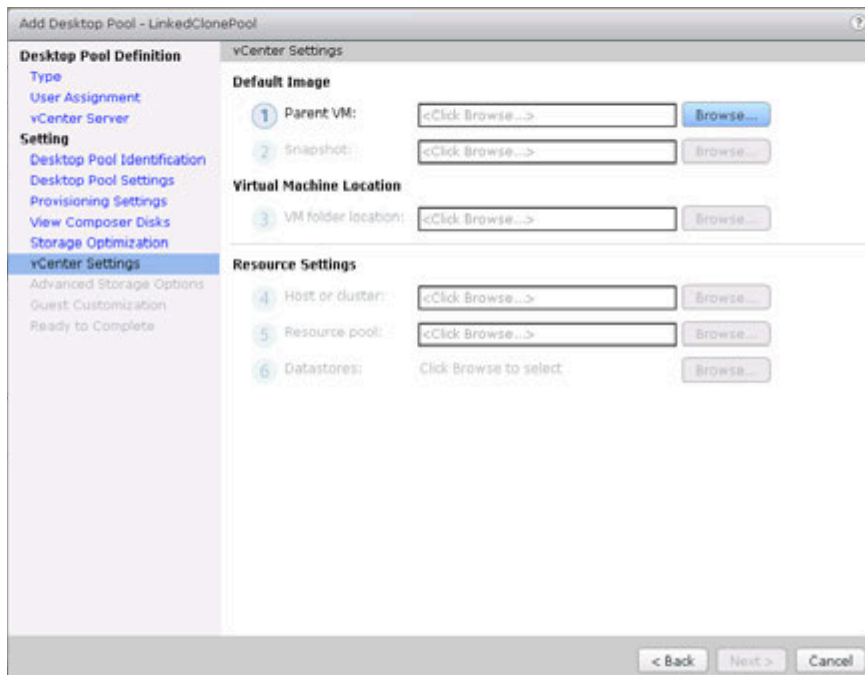 Add Desktop Pool - LinkedClonePool ?
Desktop Pool Definition
Type
User Assignment
vCenter Server
Setting
Desktop Pool Identification
Desktop Pool Settings
Provisioning Settings
View Composer Disks
Storage Optimization
vCenter Settings
Advanced Storage Options
Guest Customization
Ready to Complete
vCenter Settings
Default Image
1 Parent VM: <Click Browse...> Browse...
2 Snapshot: <Click Browse...> Browse...
Virtual Machine Location
3 VM folder location: <Click Browse...> Browse...
Resource Settings
4 Host or cluster: <Click Browse...> Browse...
5 Resource pool: <Click Browse...> Browse...
6 Datastores: Click Browse to select Browse...
< Back Next > Cancel